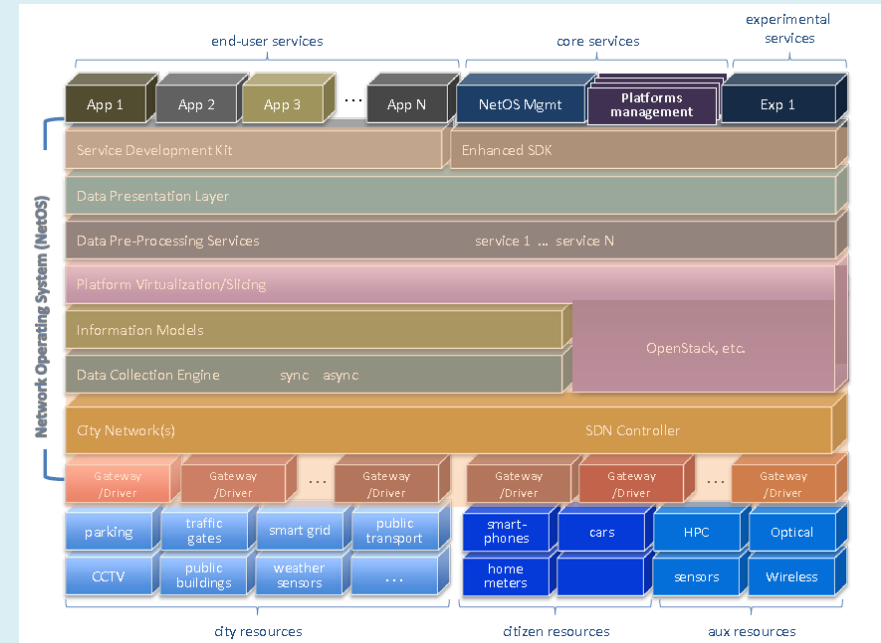 end-user services
core services
experimental
services
App 1
App 2
App 3
...
App N
NetOS Mgmt
Platforms
management
Exp 1
Network Operating System (NetOS)
Service Development Kit
Enhanced SDK
Data Presentation Layer
Data Pre-Processing Services
service 1 ... service N
Platform Virtualization/Slicing
Information Models
OpenStack, etc.
Data Collection Engine
sync async
City Network(s)
SDN Controller
Gateway
/Driver
Gateway
/Driver
...
Gateway
/Driver
Gateway
/Driver
Gateway
/Driver
...
Gateway
/Driver
parking
traffic
gates
smart grid
public
transport
smart-
phones
cars
HPC
Optical
CCTV
public
buildings
weather
sensors
...
home
meters
sensors
Wireless
city resources
citizen resources
aux resources